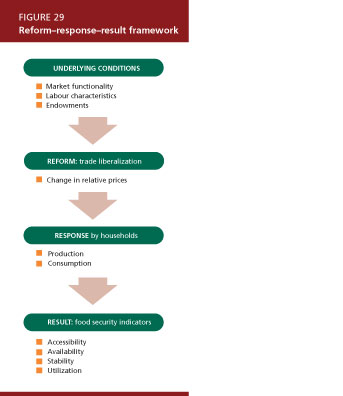 FIGURE 29
Reform–response–result framework
UNDERLYING CONDITIONS
Market functionality
Labour characteristics
Endowments
REFORM: trade liberalization
Change in relative prices
RESPONSE by households
Production
Consumption
RESULT: food security indicators
Accessibility
Availability
Stability
Utilization